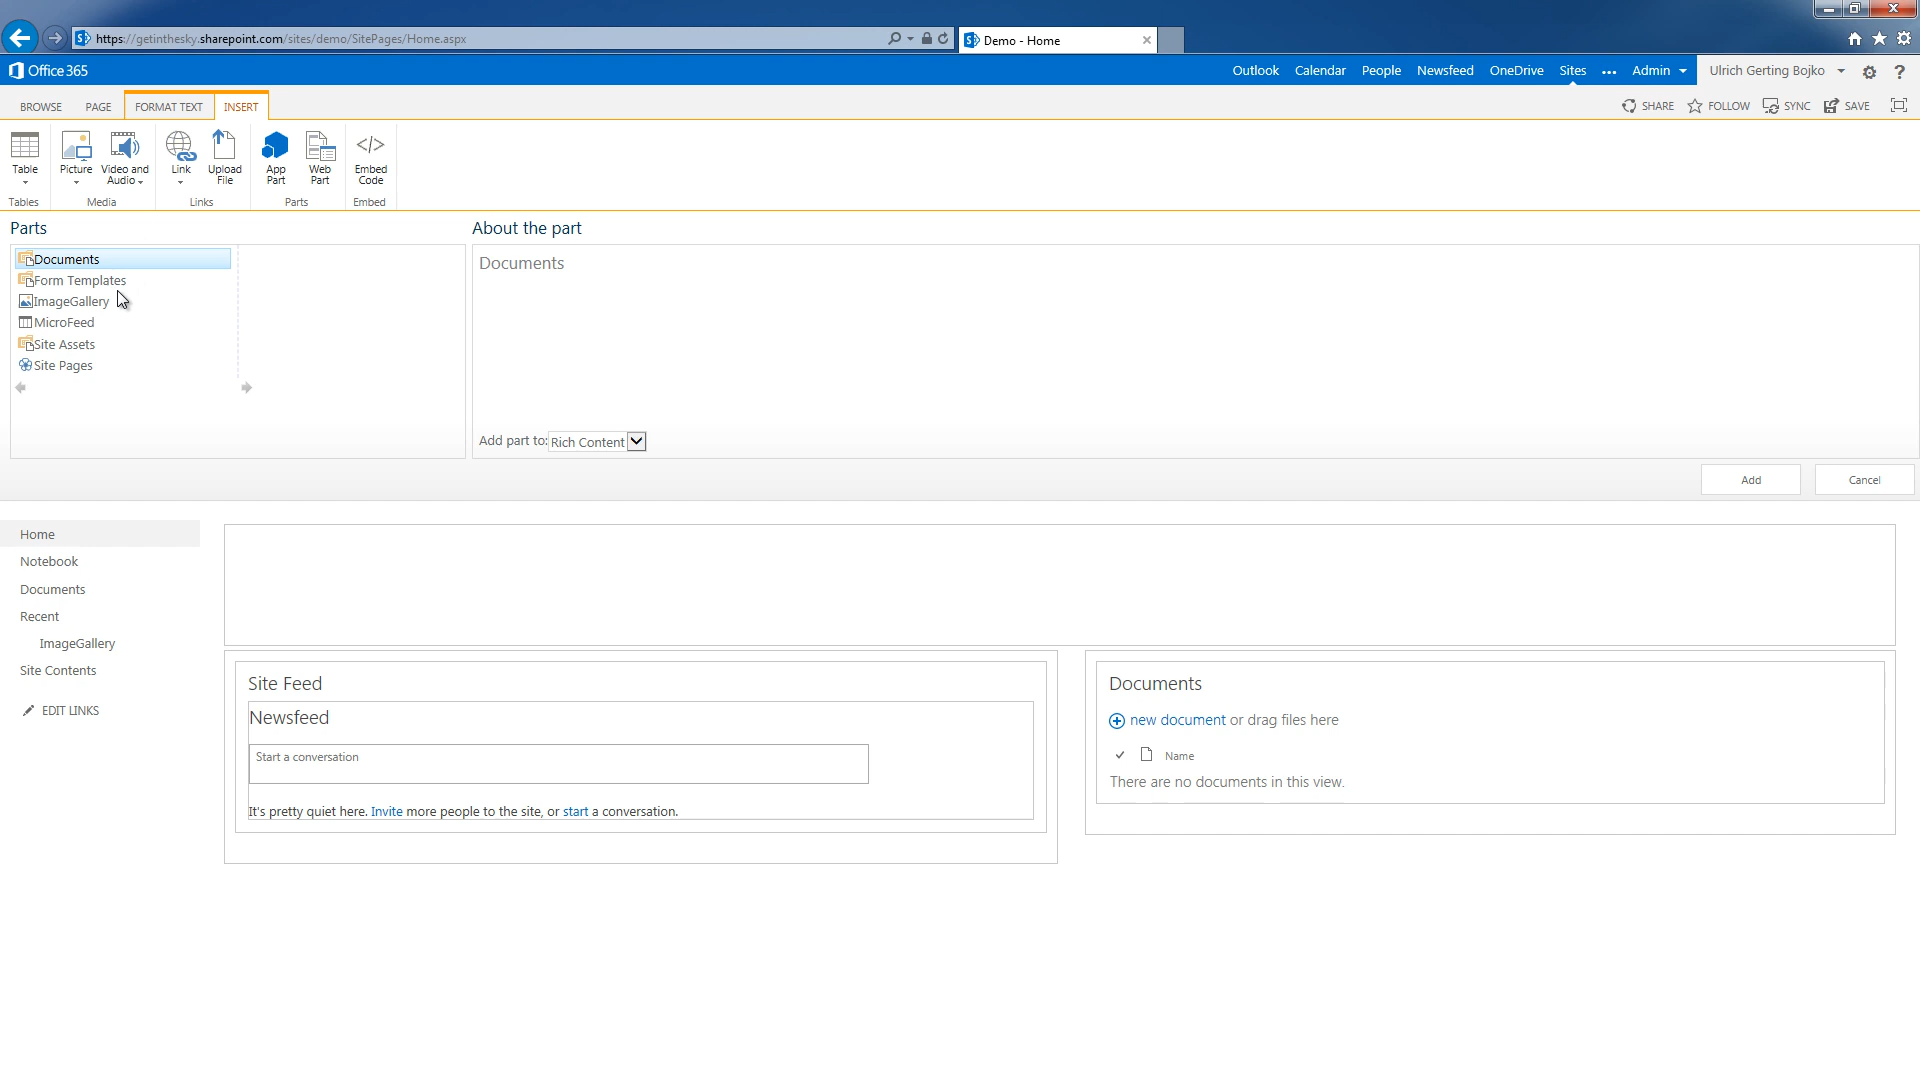 https://getinthesky.sharepoint.com/sites/demo/SitePages/Home.aspx
Demo - Home
Office 365
Outlook Calendar People Newsfeed OneDrive Sites ... Admin Ulrich Gerting Bojko ?
BROWSE PAGE FORMAT TEXT INSERT SHARE FOLLOW SYNC SAVE
Table
Picture
Video and Audio
Link
Upload File
App Part
Web Part
Embed Code
Tables Media Links Parts Embed
Parts
Documents
Form Templates
ImageGallery
MicroFeed
Site Assets
Site Pages
About the part
Documents
Add part to: Rich Content
Add Cancel
Home
Notebook
Documents
Recent
ImageGallery
Site Contents
EDIT LINKS
Site Feed
Newsfeed
Start a conversation
It's pretty quiet here. Invite more people to the site, or start a conversation.
Documents
new document or drag files here
Name
There are no documents in this view.